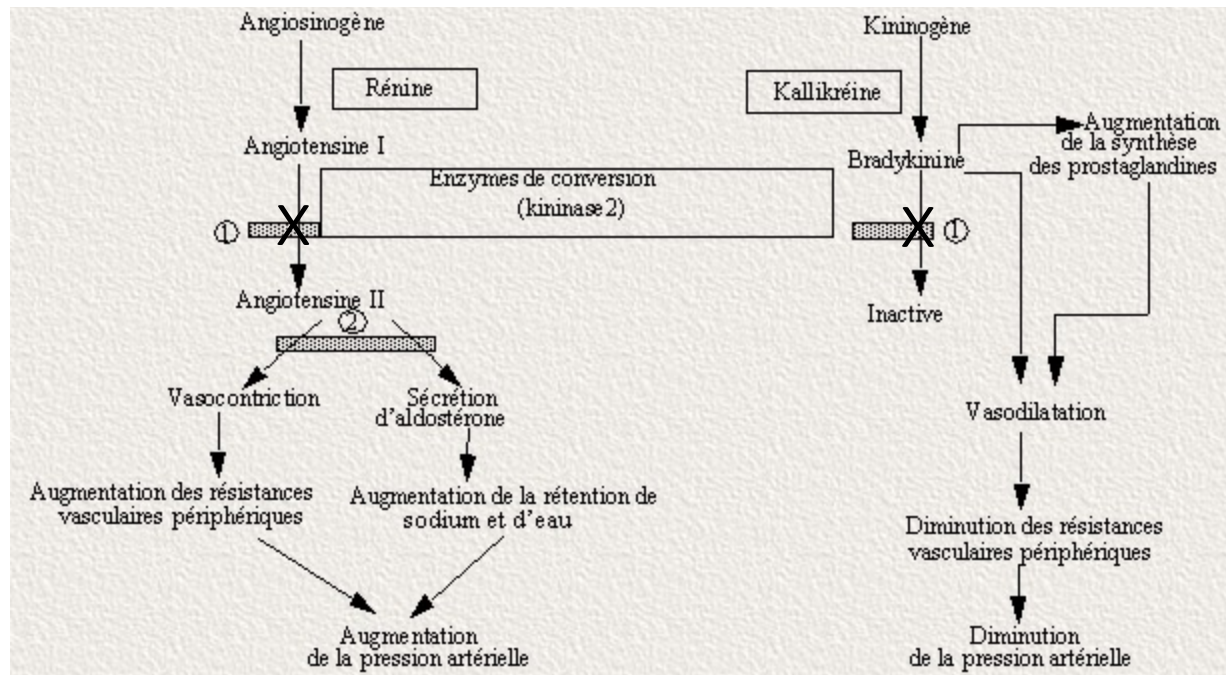 Angiosinogène
Rénine
Angiotensine I
Enzymes de conversion
(kininase2)
①
Angiotensine II
②
Vasocontriction
Sécrétion
d'aldostérone
Augmentation des résistances
vasculaires périphériques
Augmentation de la rétention de
sodium et d'eau
Augmentation
de la pression artérielle
Kininogène
Kallikréine
Bradykinine
Augmentation
de la synthèse
des prostaglandines
①
Inactive
Vasodilatation
Diminution des résistances
vasculaires périphériques
Diminution
de la pression artérielle